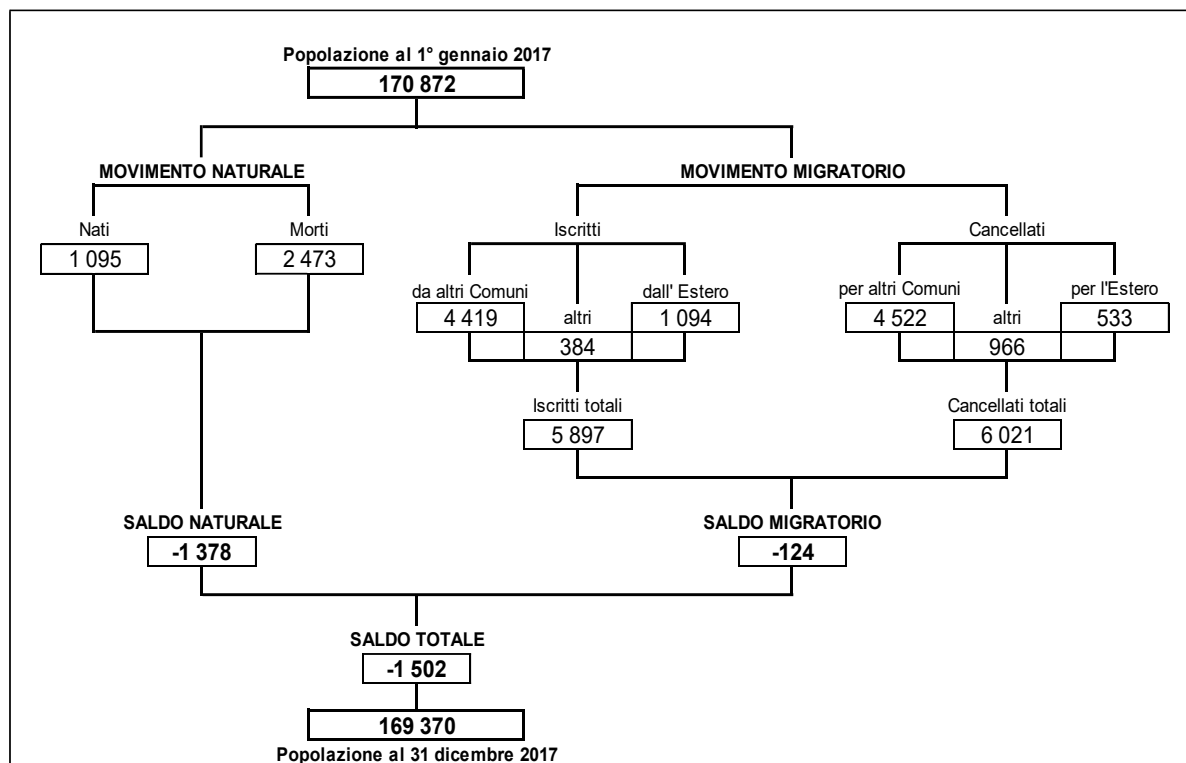 Popolazione al 1° gennaio 2017
170 872
MOVIMENTO NATURALE
MOVIMENTO MIGRATORIO
Nati
Morti
Iscritti
Cancellati
1 095
2 473
da altri Comuni
dall' Estero
per altri Comuni
per l'Estero
4 419
altri
1 094
4 522
altri
533
384
966
Iscritti totali
Cancellati totali
5 897
6 021
SALDO NATURALE
SALDO MIGRATORIO
-1 378
-124
SALDO TOTALE
-1 502
169 370
Popolazione al 31 dicembre 2017